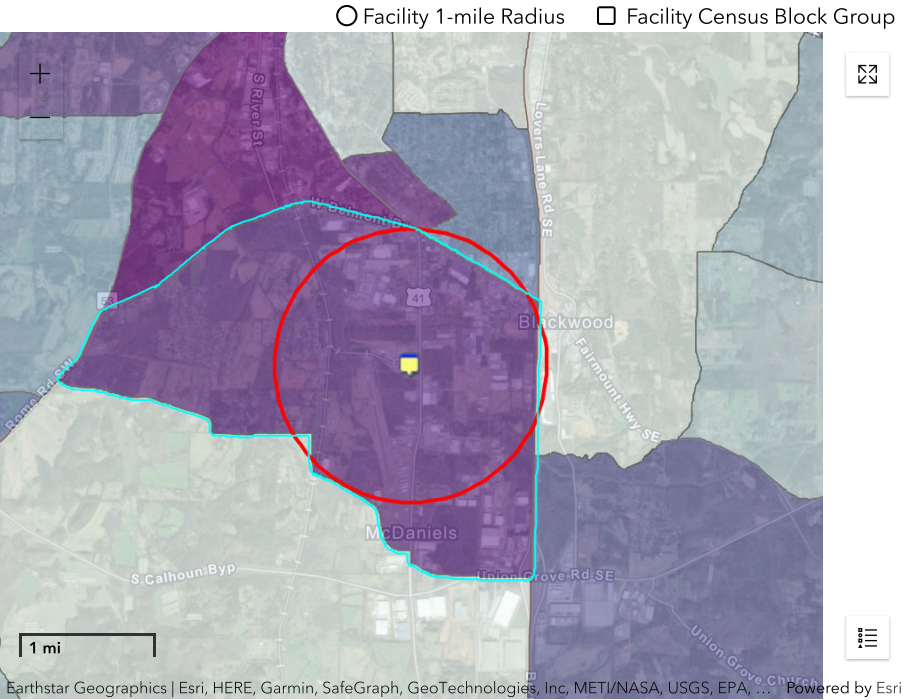 Facility 1-mile Radius
Facility Census Block Group
+
−
S River St
Lovers Lane Rd SE
W Belmont
53
41
Blackwood
Fairmount Hwy SE
Rome Rd SW
McDaniels
S Calhoun Byp
Union Grove Rd SE
1 mi
Union Grove Church
Earthstar Geographics | Esri, HERE, Garmin, SafeGraph, GeoTechnologies, Inc, METI/NASA, USGS, EPA, ...
Powered by Esri